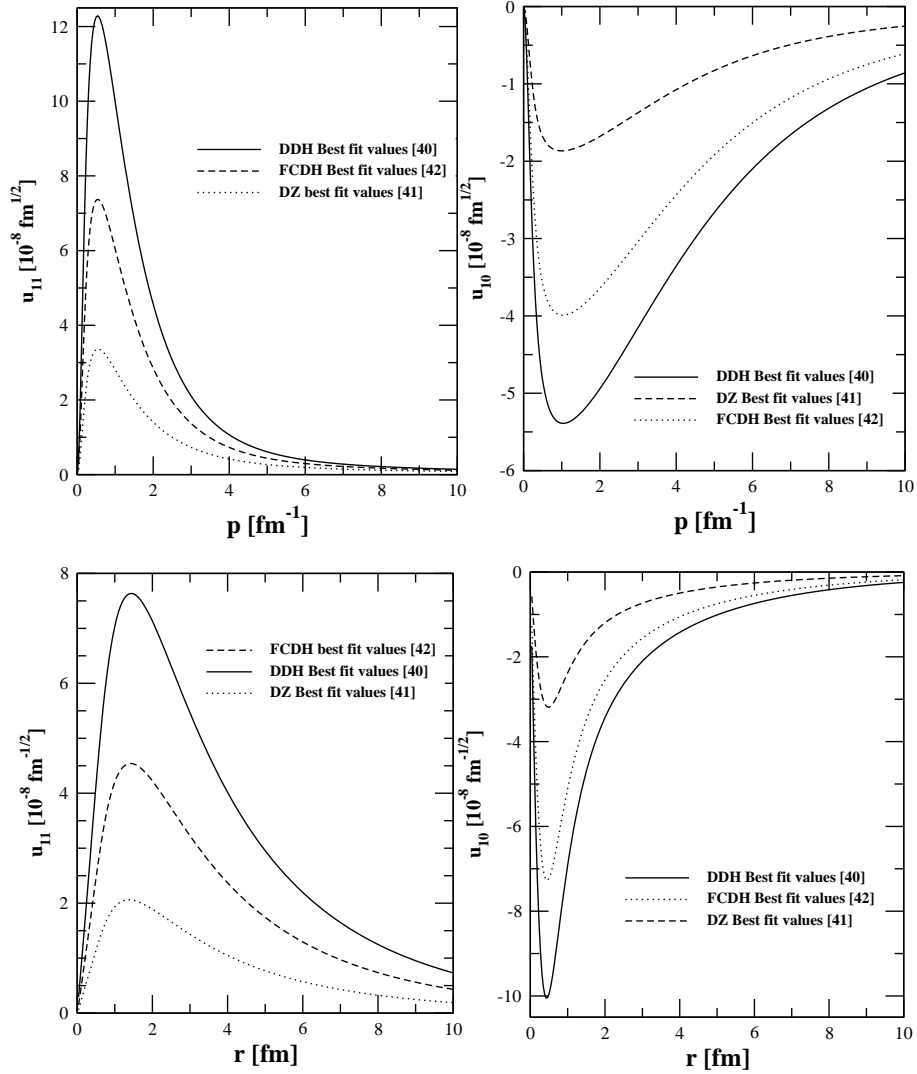 12
10
8
6
4
2
0
u₁₁ [10⁻⁸ fm^1/2]
DDH Best fit values [40]
FCDH Best fit values [42]
DZ best fit values [41]
0 2 4 6 8 10
p [fm⁻¹]
0
-1
-2
-3
-4
-5
-6
u₁₀ [10⁻⁸ fm^1/2]
DDH Best fit values [40]
DZ Best fit values [41]
FCDH Best fit values [42]
0 2 4 6 8 10
p [fm⁻¹]
8
6
4
2
0
u₁₁ [10⁻⁸ fm^-1/2]
FCDH best fit values [42]
DDH Best fit values [40]
DZ Best fit values [41]
0 2 4 6 8 10
r [fm]
0
-2
-4
-6
-8
-10
u₁₀ [10⁻⁸ fm^-1/2]
DDH Best fit values [40]
FCDH Best fit values [42]
DZ Best fit values [41]
0 2 4 6 8 10
r [fm]